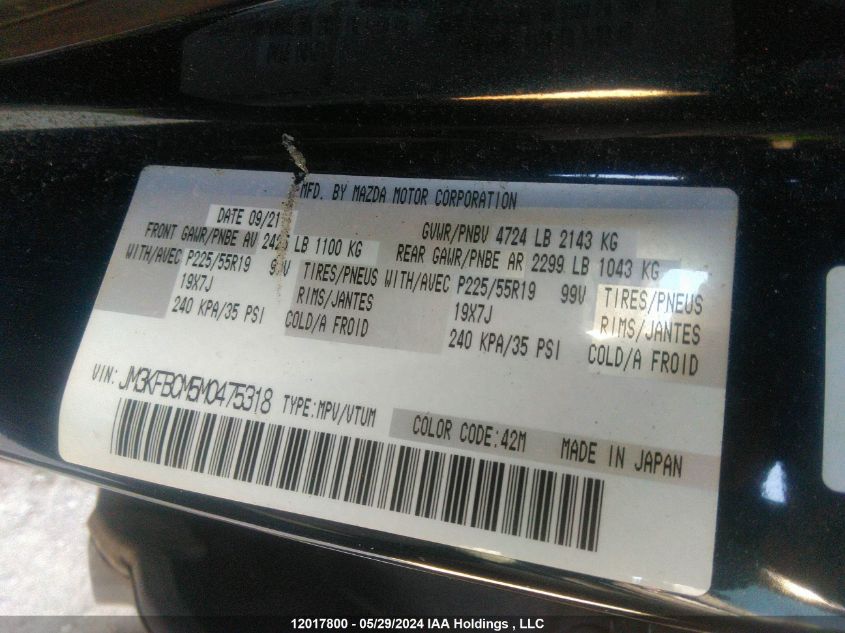 MFD. BY MAZDA MOTOR CORPORATION
DATE 09/21 GVWR/PNBV 4724 LB 2143 KG
FRONT GAWR/PNBE AV 2425 LB 1100 KG REAR GAWR/PNBE AR 2299 LB 1043 KG
WITH/AVEC P225/55R19 99V TIRES/PNEUS WITH/AVEC P225/55R19 99V TIRES/PNEUS
19X7J RIMS/JANTES 19X7J RIMS/JANTES
240 KPA/35 PSI COLD/A FROID 240 KPA/35 PSI COLD/A FROID
VIN: JM3KFBCM5M0475318 TYPE:MPV/VTUM COLOR CODE:42M MADE IN JAPAN
12017800 - 05/29/2024 IAA Holdings , LLC